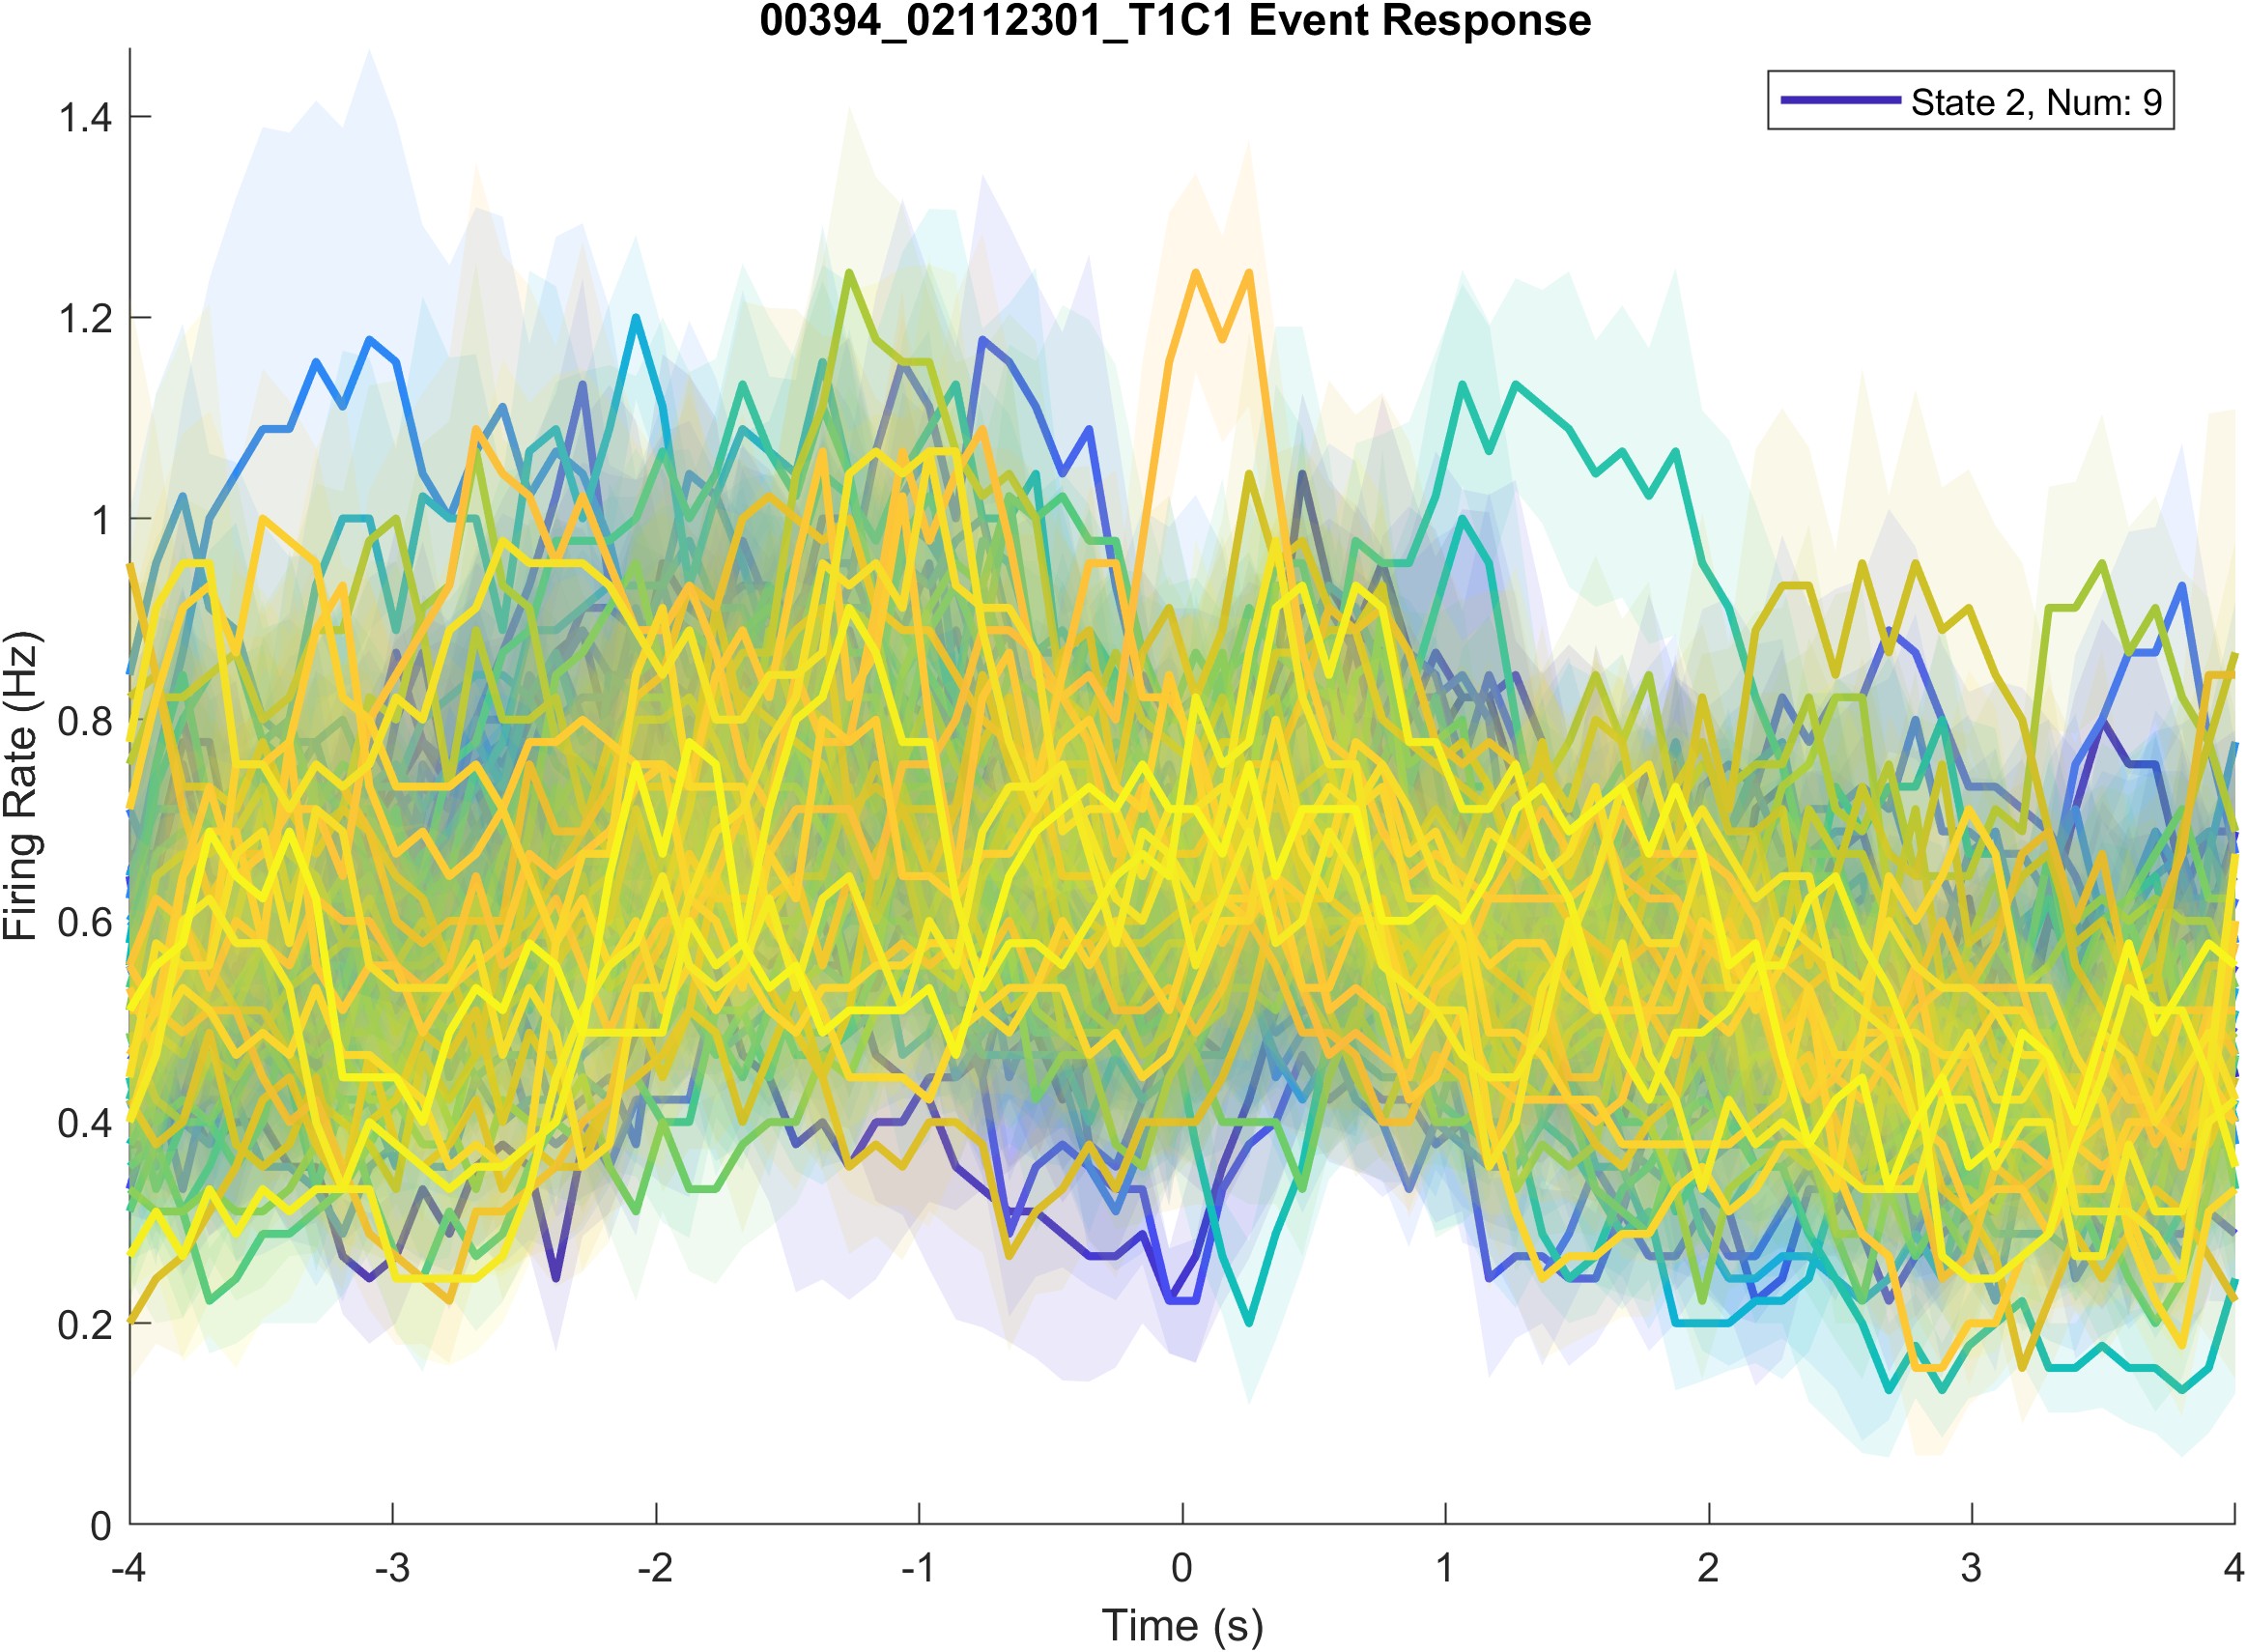 00394_02112301_T1C1 Event Response
State 2, Num: 9
1.4
1.2
1
0.8
0.6
0.4
0.2
0
Firing Rate (Hz)
-4 -3 -2 -1 0 1 2 3 4
Time (s)